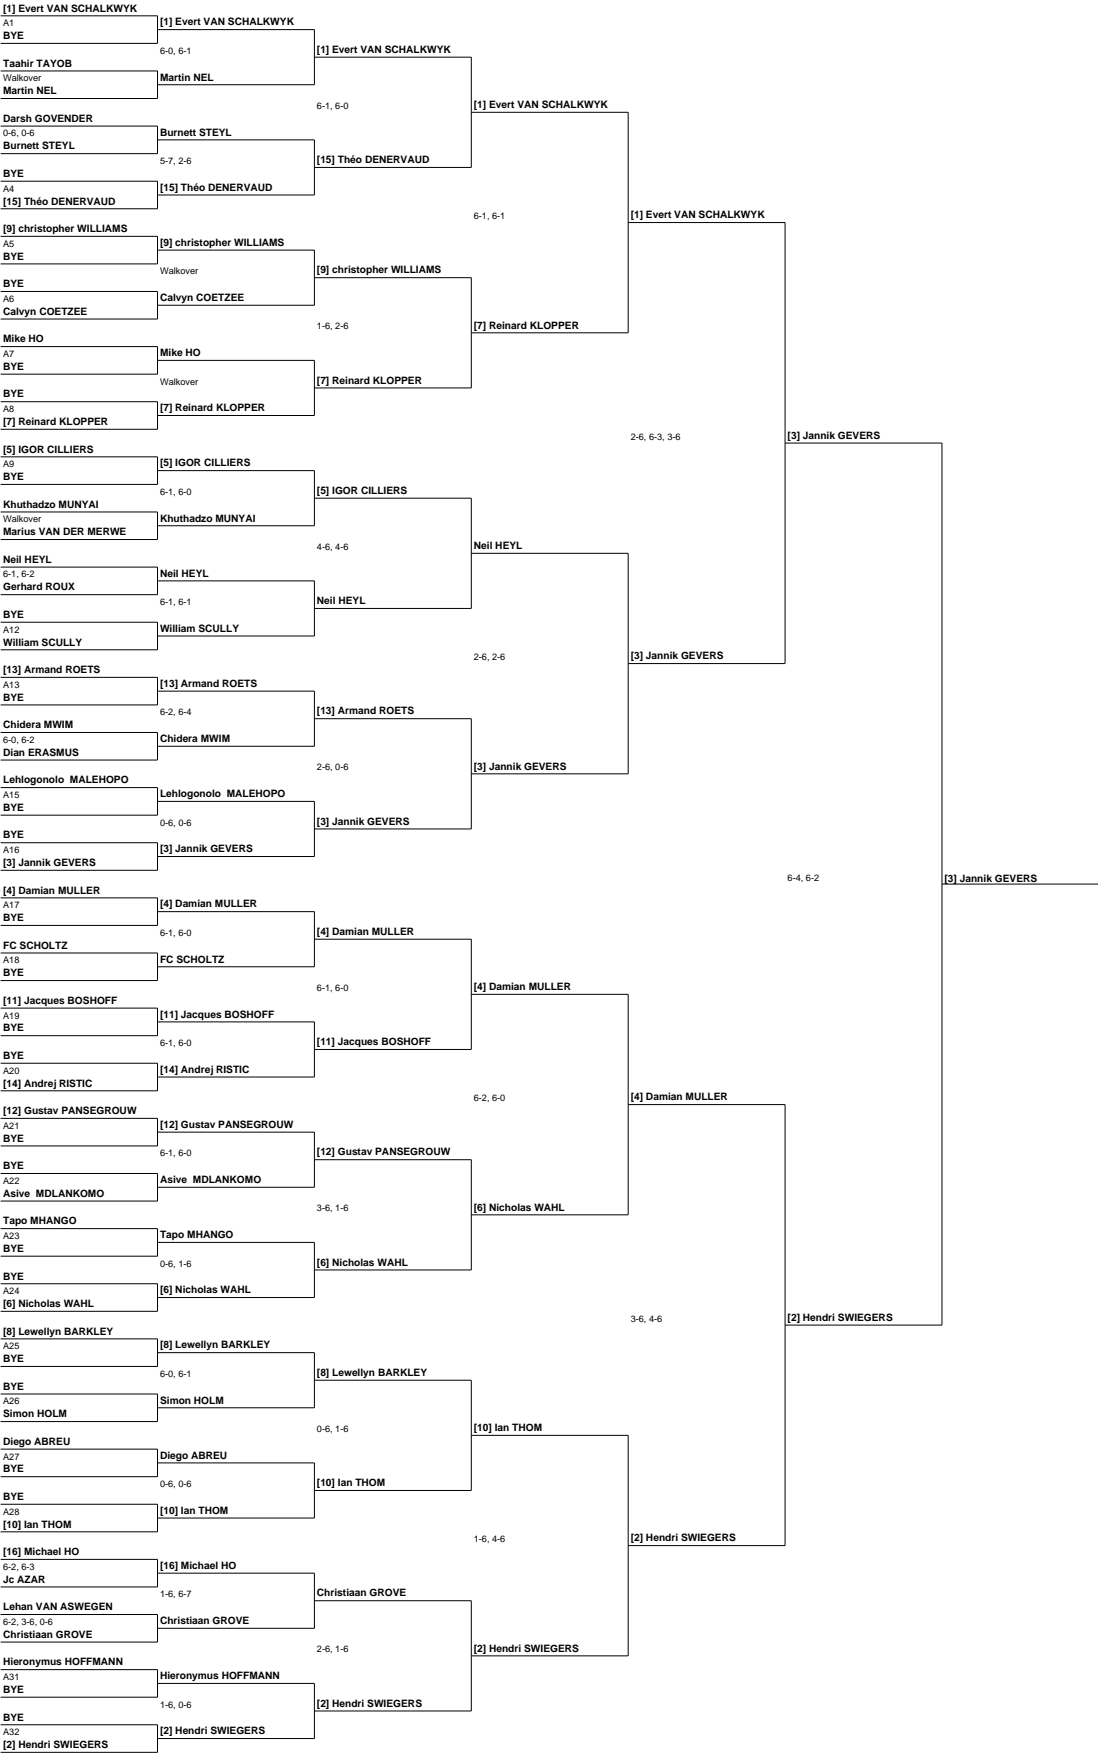 [1] Evert VAN SCHALKWYK
A1
BYE
Taahir TAYOB
Walkover
Martin NEL
Darsh GOVENDER
0-6, 0-6
Burnett STEYL
BYE
A4
[15] Théo DENERVAUD
[9] christopher WILLIAMS
A5
BYE
BYE
A6
Calvyn COETZEE
Mike HO
A7
BYE
BYE
A8
[7] Reinard KLOPPER
[5] IGOR CILLIERS
A9
BYE
Khuthadzo MUNYAI
Walkover
Marius VAN DER MERWE
Neil HEYL
6-1, 6-2
Gerhard ROUX
BYE
A12
William SCULLY
[13] Armand ROETS
A13
BYE
Chidera MWIM
6-0, 6-2
Dian ERASMUS
Lehlogonolo  MALEHOPO
A15
BYE
BYE
A16
[3] Jannik GEVERS
[4] Damian MULLER
A17
BYE
FC SCHOLTZ
A18
BYE
[11] Jacques BOSHOFF
A19
BYE
BYE
A20
[14] Andrej RISTIC
[12] Gustav PANSEGROUW
A21
BYE
BYE
A22
Asive  MDLANKOMO
Tapo MHANGO
A23
BYE
BYE
A24
[6] Nicholas WAHL
[8] Lewellyn BARKLEY
A25
BYE
BYE
A26
Simon HOLM
Diego ABREU
A27
BYE
BYE
A28
[10] Ian THOM
[16] Michael HO
6-2, 6-3
Jc AZAR
Lehan VAN ASWEGEN
6-2, 3-6, 0-6
Christiaan GROVE
Hieronymus HOFFMANN
A31
BYE
BYE
A32
[2] Hendri SWIEGERS
[1] Evert VAN SCHALKWYK
6-0, 6-1
Martin NEL
Burnett STEYL
5-7, 2-6
[15] Théo DENERVAUD
[9] christopher WILLIAMS
Walkover
Calvyn COETZEE
Mike HO
Walkover
[7] Reinard KLOPPER
[5] IGOR CILLIERS
6-1, 6-0
Khuthadzo MUNYAI
Neil HEYL
6-1, 6-1
William SCULLY
[13] Armand ROETS
6-2, 6-4
Chidera MWIM
Lehlogonolo  MALEHOPO
0-6, 0-6
[3] Jannik GEVERS
[4] Damian MULLER
6-1, 6-0
FC SCHOLTZ
[11] Jacques BOSHOFF
6-1, 6-0
[14] Andrej RISTIC
[12] Gustav PANSEGROUW
6-1, 6-0
Asive  MDLANKOMO
Tapo MHANGO
0-6, 1-6
[6] Nicholas WAHL
[8] Lewellyn BARKLEY
6-0, 6-1
Simon HOLM
Diego ABREU
0-6, 0-6
[10] Ian THOM
[16] Michael HO
1-6, 6-7
Christiaan GROVE
Hieronymus HOFFMANN
1-6, 0-6
[2] Hendri SWIEGERS
[1] Evert VAN SCHALKWYK
6-1, 6-0
[15] Théo DENERVAUD
[9] christopher WILLIAMS
1-6, 2-6
[7] Reinard KLOPPER
[5] IGOR CILLIERS
4-6, 4-6
Neil HEYL
[13] Armand ROETS
2-6, 0-6
[3] Jannik GEVERS
[4] Damian MULLER
6-1, 6-0
[11] Jacques BOSHOFF
[12] Gustav PANSEGROUW
3-6, 1-6
[6] Nicholas WAHL
[8] Lewellyn BARKLEY
0-6, 1-6
[10] Ian THOM
Christiaan GROVE
2-6, 1-6
[2] Hendri SWIEGERS
[1] Evert VAN SCHALKWYK
6-1, 6-1
[7] Reinard KLOPPER
Neil HEYL
2-6, 2-6
[3] Jannik GEVERS
[4] Damian MULLER
6-2, 6-0
[6] Nicholas WAHL
[10] Ian THOM
1-6, 4-6
[2] Hendri SWIEGERS
[1] Evert VAN SCHALKWYK
2-6, 6-3, 3-6
[3] Jannik GEVERS
[4] Damian MULLER
3-6, 4-6
[2] Hendri SWIEGERS
[3] Jannik GEVERS
6-4, 6-2
[2] Hendri SWIEGERS
[3] Jannik GEVERS